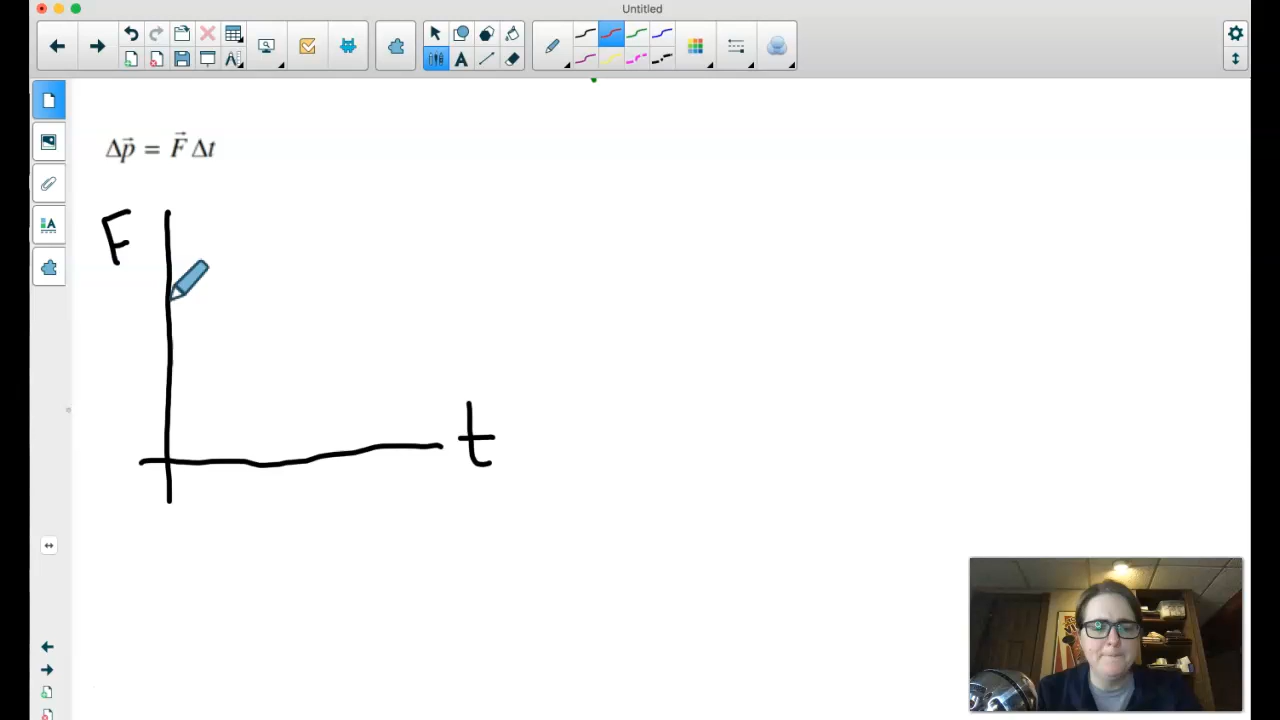 Untitled
Δp⃗ = F⃗ Δt
F
t